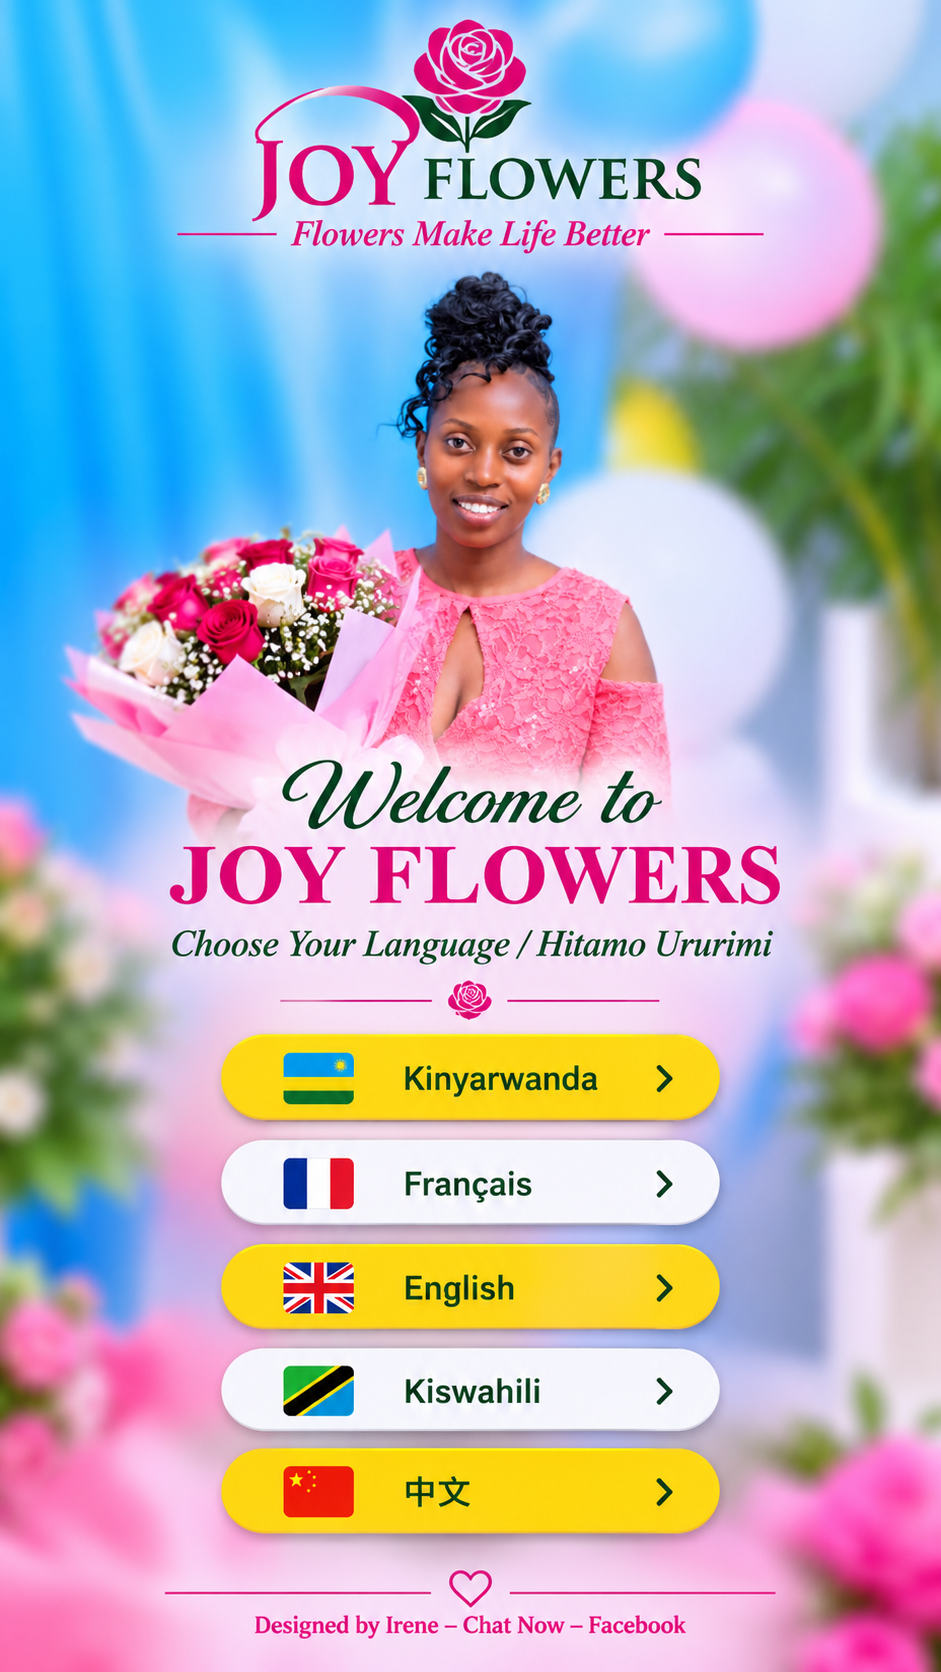 JOY FLOWERS
Flowers Make Life Better
Welcome to
JOY FLOWERS
Choose Your Language / Hitamo Ururimi
Kinyarwanda
Français
English
Kiswahili
中文
Designed by Irene – Chat Now – Facebook